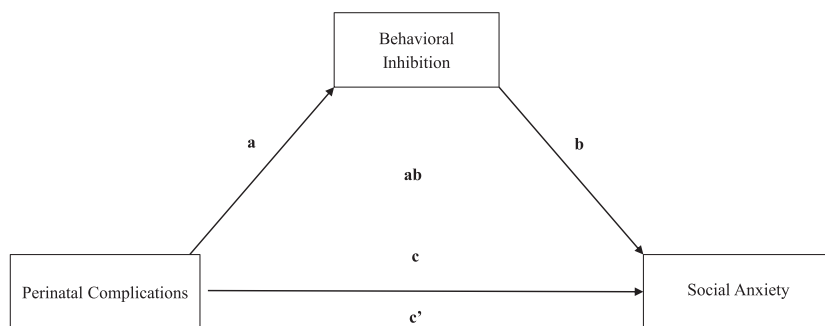 Behavioral
Inhibition
a
b
ab
c
Perinatal Complications
Social Anxiety
c’